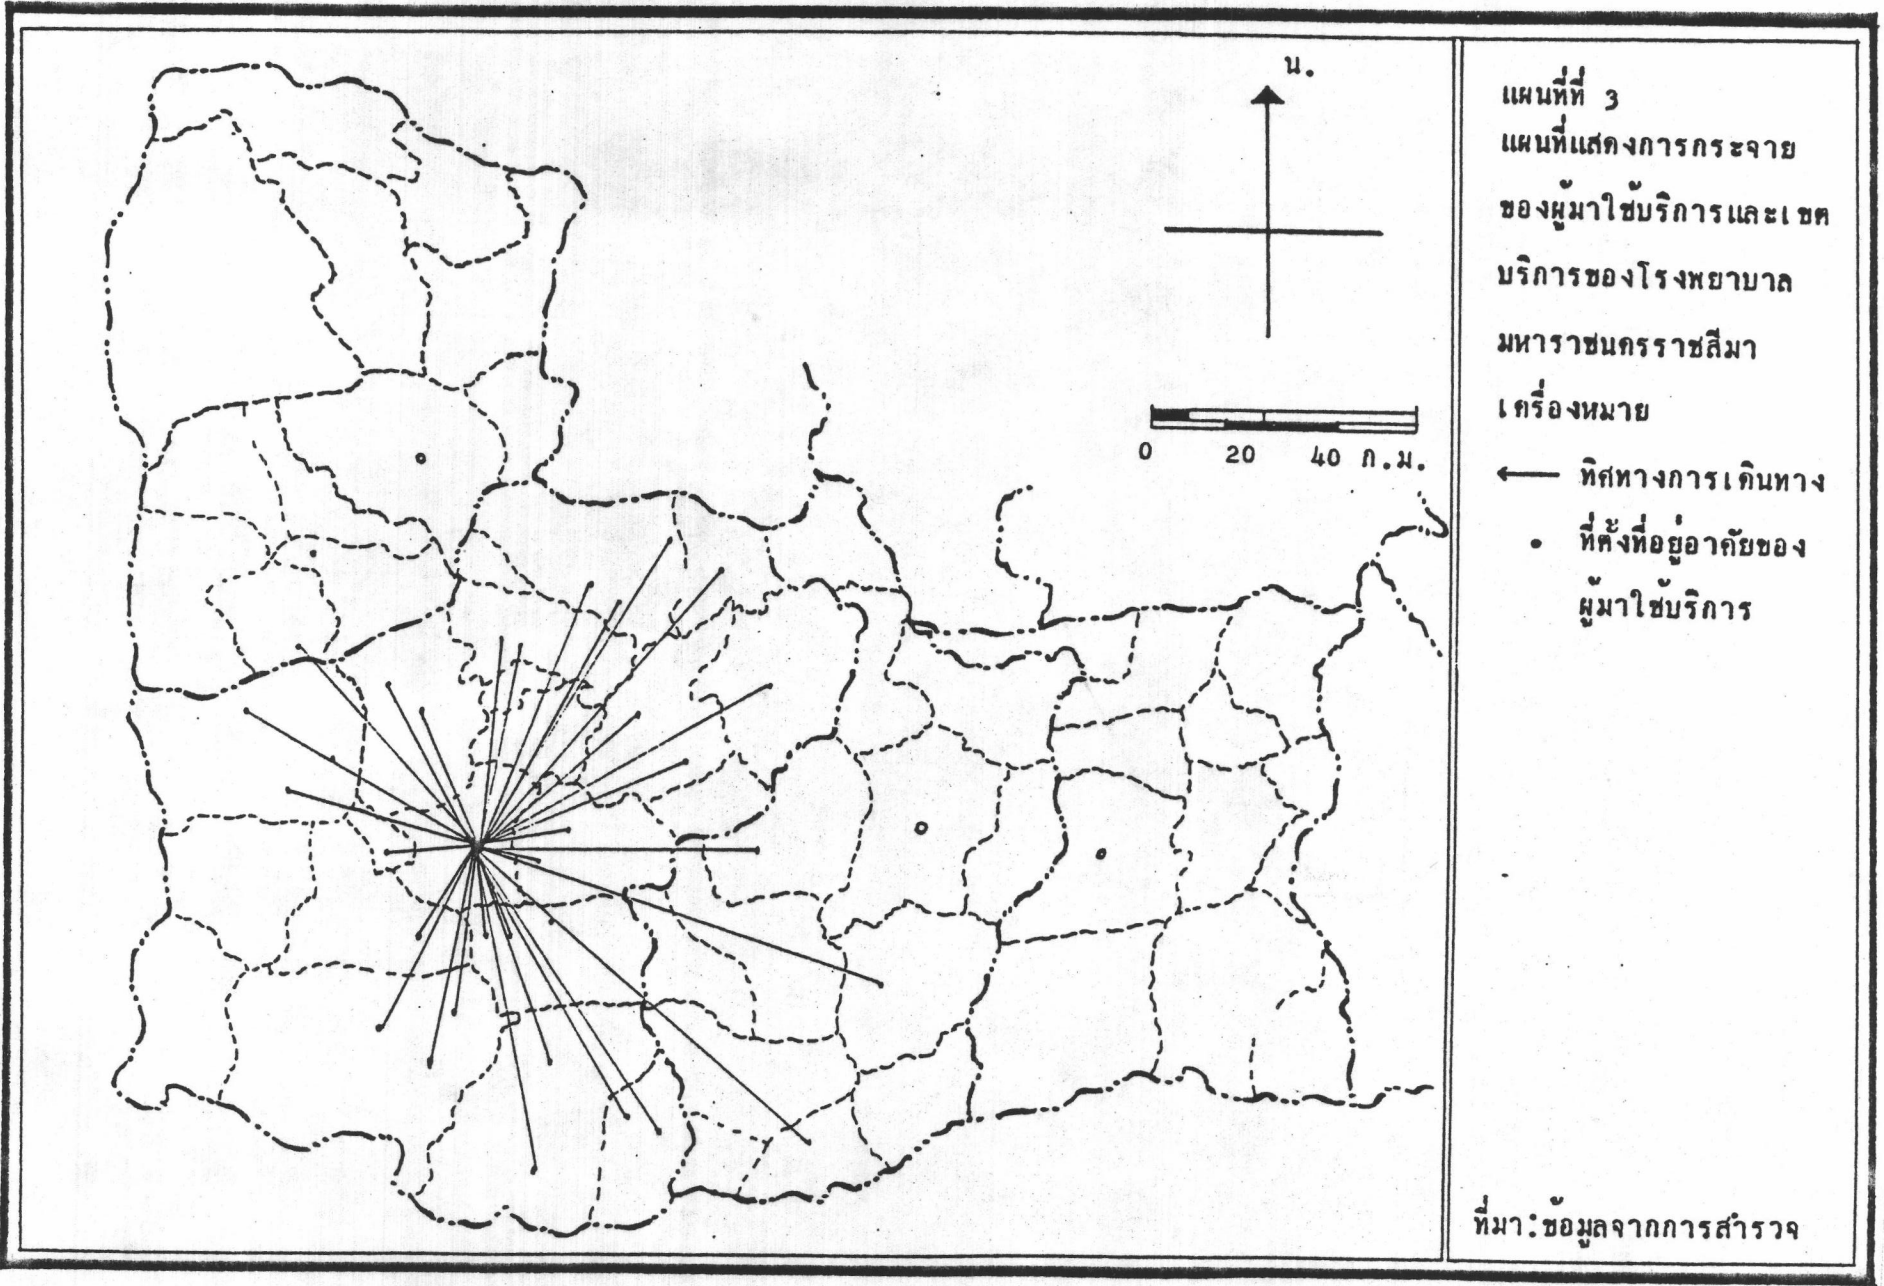 น.
0 20 40 ก.ม.
แผนที่ที่ 3
แผนที่แสดงการกระจาย
ของผู้มาใช้บริการและเขต
บริการของโรงพยาบาล
มหาราชนครราชสีมา
เครื่องหมาย
ทิศทางการเดินทาง
ที่ตั้งที่อยู่อาศัยของ
ผู้มาใช้บริการ
ที่มา:ข้อมูลจากการสำรวจ